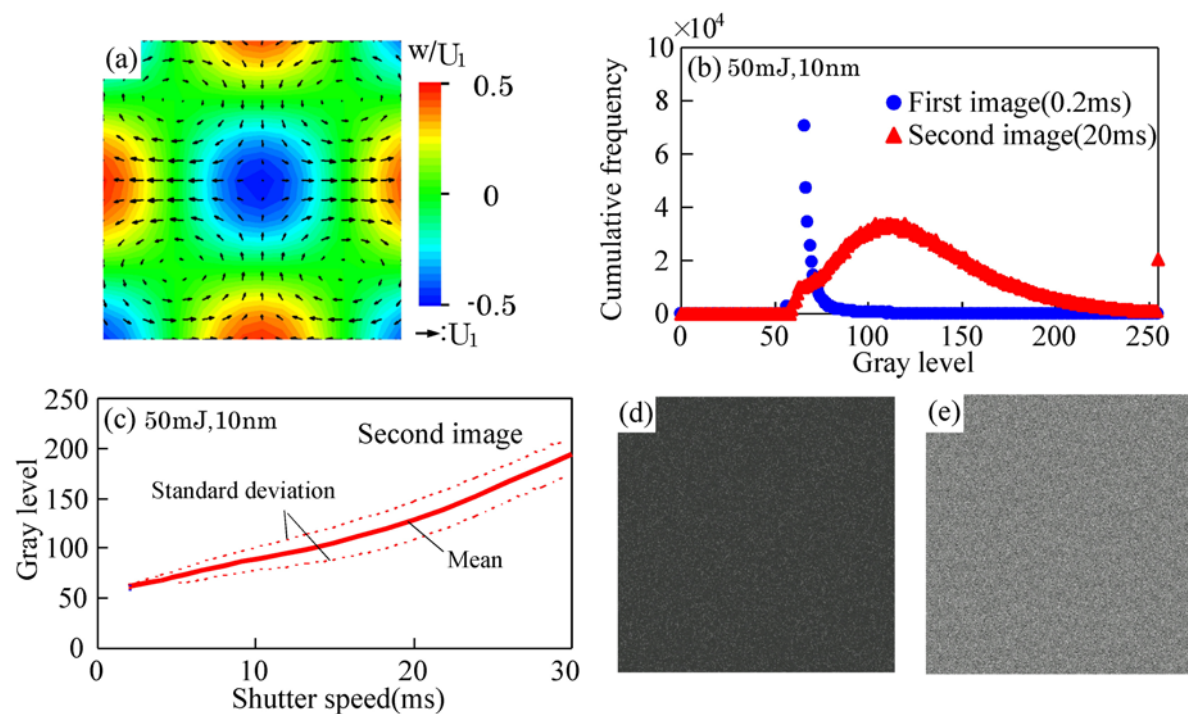 (a)
w/U₁
0.5
0
-0.5
:U₁
×10⁴
10
8
6
4
2
0
Cumulative frequency
(b) 50mJ,10nm
First image(0.2ms)
Second image(20ms)
0 50 100 150 200 250
Gray level
250
200
150
100
50
0
Gray level
(c) 50mJ,10nm
Second image
Standard deviation
Mean
0 10 20 30
Shutter speed(ms)
(d)
(e)